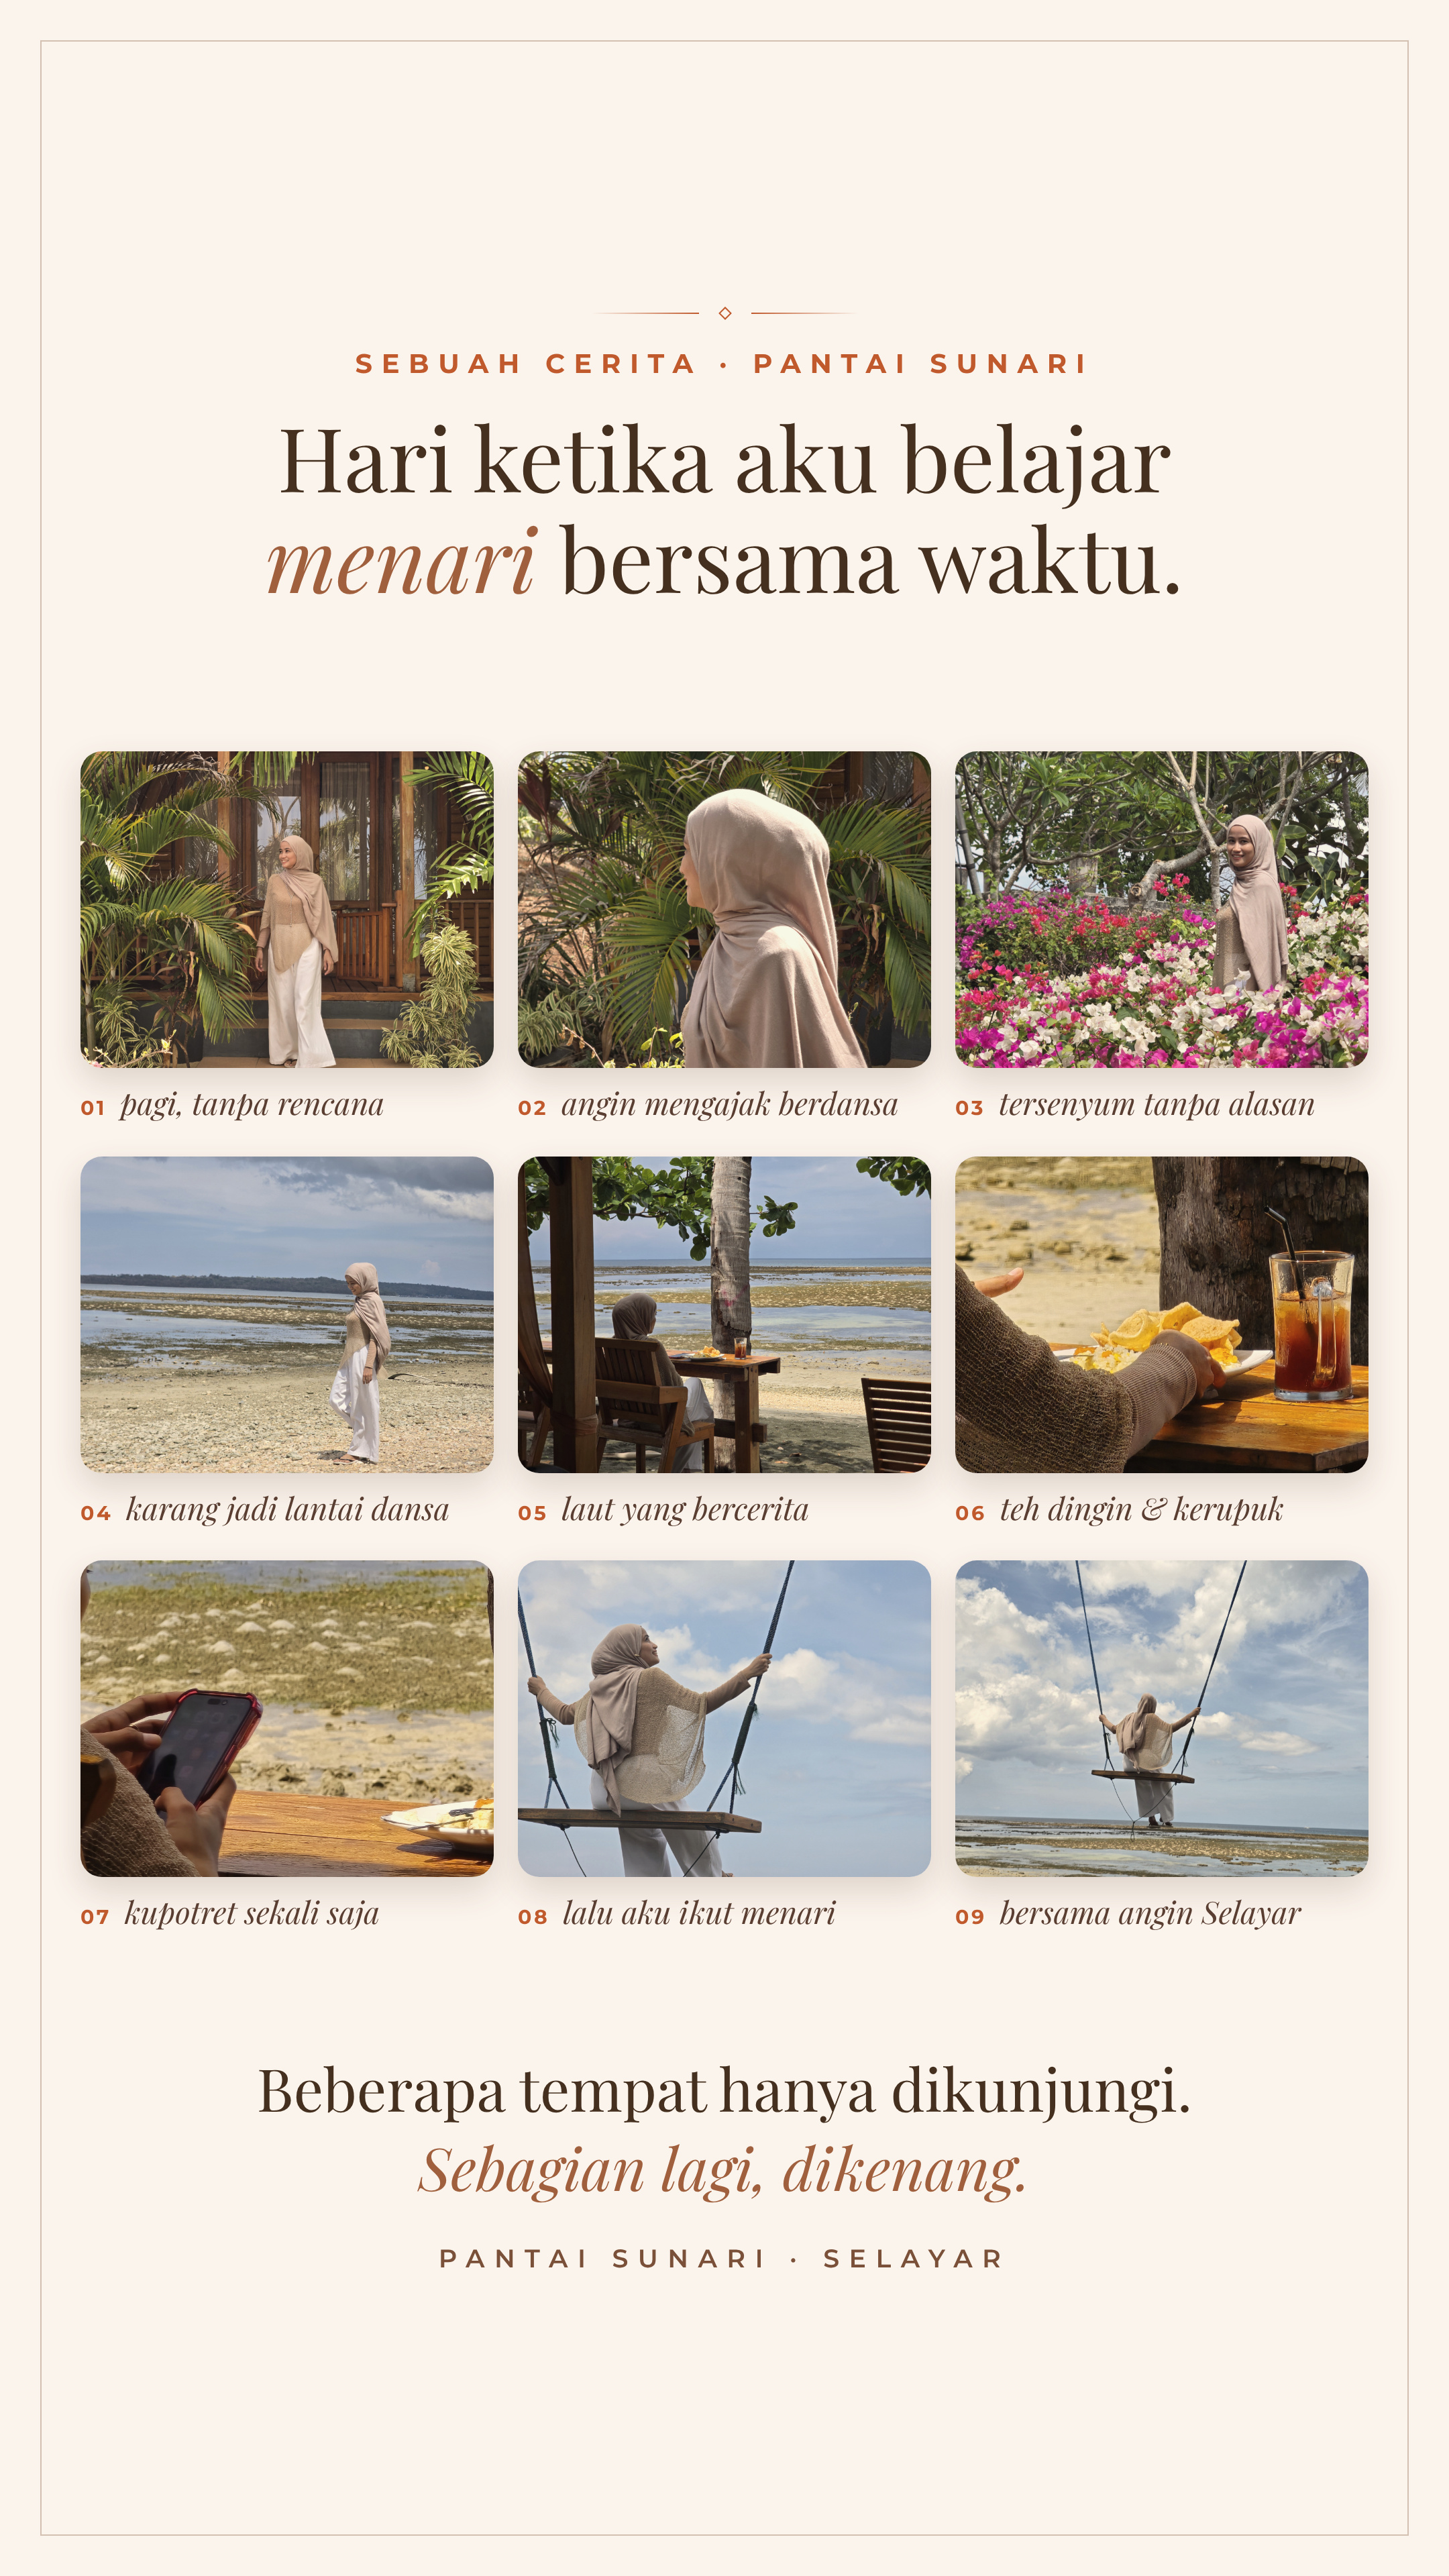 SEBUAH CERITA · PANTAI SUNARI
Hari ketika aku belajar
menari bersama waktu.
01 pagi, tanpa rencana
02 angin mengajak berdansa
03 tersenyum tanpa alasan
04 karang jadi lantai dansa
05 laut yang bercerita
06 teh dingin & kerupuk
07 kupotret sekali saja
08 lalu aku ikut menari
09 bersama angin Selayar
Beberapa tempat hanya dikunjungi.
Sebagian lagi, dikenang.
PANTAI SUNARI · SELAYAR